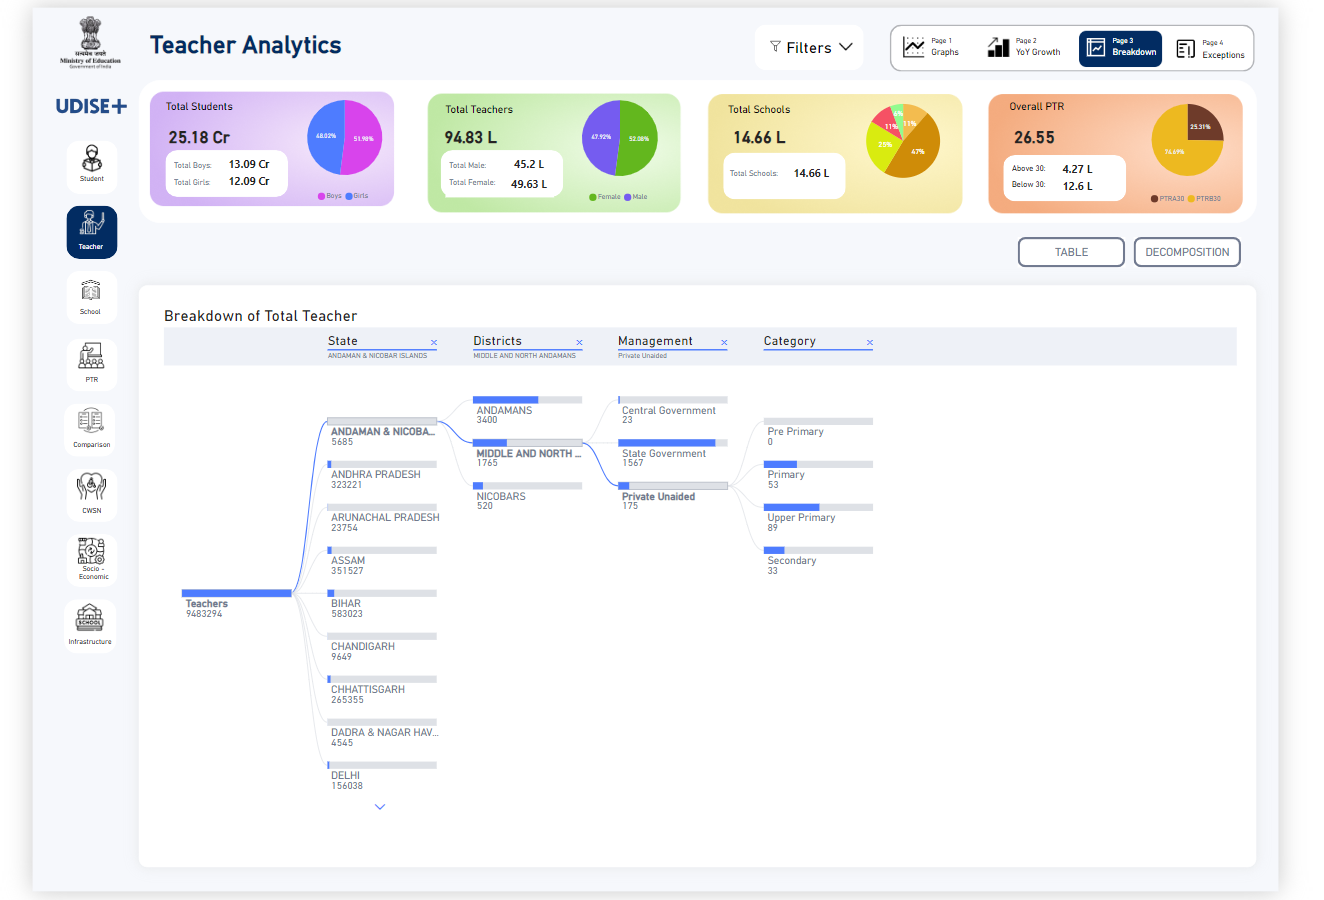 सत्यमेव जयते
Ministry of Education
Government of India
Teacher Analytics
Filters
Page 1
Graphs
Page 2
YoY Growth
Page 3
Breakdown
Page 4
Exceptions
UDISE+
Student
Teacher
School
PTR
Comparison
CWSN
Socio -
Economic
SCHOOL
Infrastructure
Total Students
25.18 Cr
Total Boys: 13.09 Cr
Total Girls: 12.09 Cr
48.02%
51.98%
Boys Girls
Total Teachers
94.83 L
Total Male: 45.2 L
Total Female: 49.63 L
47.92%
52.08%
Female Male
Total Schools
14.66 L
Total Schools: 14.66 L
11%
11%
25%
47%
Overall PTR
26.55
Above 30: 4.27 L
Below 30: 12.6 L
25.31%
74.69%
PTRA30 PTRB30
TABLE
DECOMPOSITION
Breakdown of Total Teacher
State
ANDAMAN & NICOBAR ISLANDS
Districts
MIDDLE AND NORTH ANDAMANS
Management
Private Unaided
Category
Teachers
9483294
ANDAMAN & NICOBA...
5685
ANDHRA PRADESH
323221
ARUNACHAL PRADESH
23754
ASSAM
351527
BIHAR
583023
CHANDIGARH
9649
CHHATTISGARH
265355
DADRA & NAGAR HAV...
4545
DELHI
156038
ANDAMANS
3400
MIDDLE AND NORTH ...
1765
NICOBARS
520
Central Government
23
State Government
1567
Private Unaided
175
Pre Primary
0
Primary
53
Upper Primary
89
Secondary
33